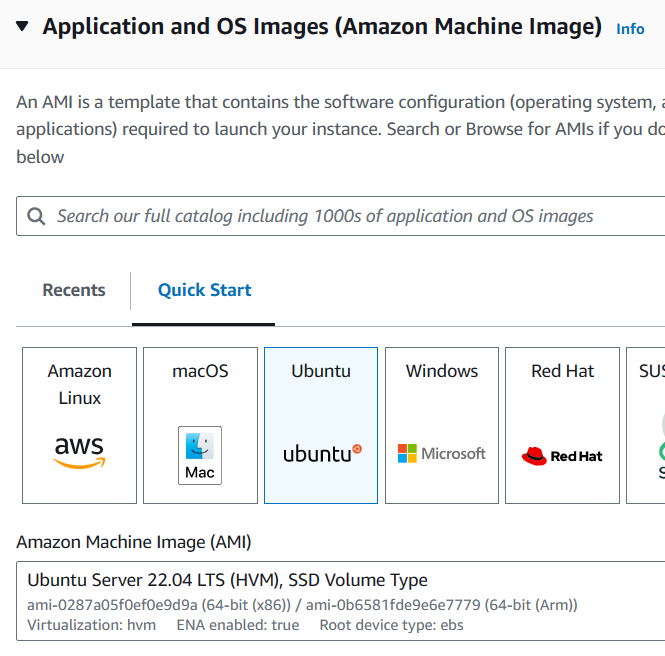 Application and OS Images (Amazon Machine Image) Info
An AMI is a template that contains the software configuration (operating system,
applications) required to launch your instance. Search or Browse for AMIs if you
below
Search our full catalog including 1000s of application and OS images
Recents Quick Start
Amazon Linux
aws
macOS
Mac
Ubuntu
ubuntu
Windows
Microsoft
Red Hat
Red Hat
Amazon Machine Image (AMI)
Ubuntu Server 22.04 LTS (HVM), SSD Volume Type
ami-0287a05f0ef0e9d9a (64-bit (x86)) / ami-0b6581fde9e6e7779 (64-bit (Arm))
Virtualization: hvm ENA enabled: true Root device type: ebs